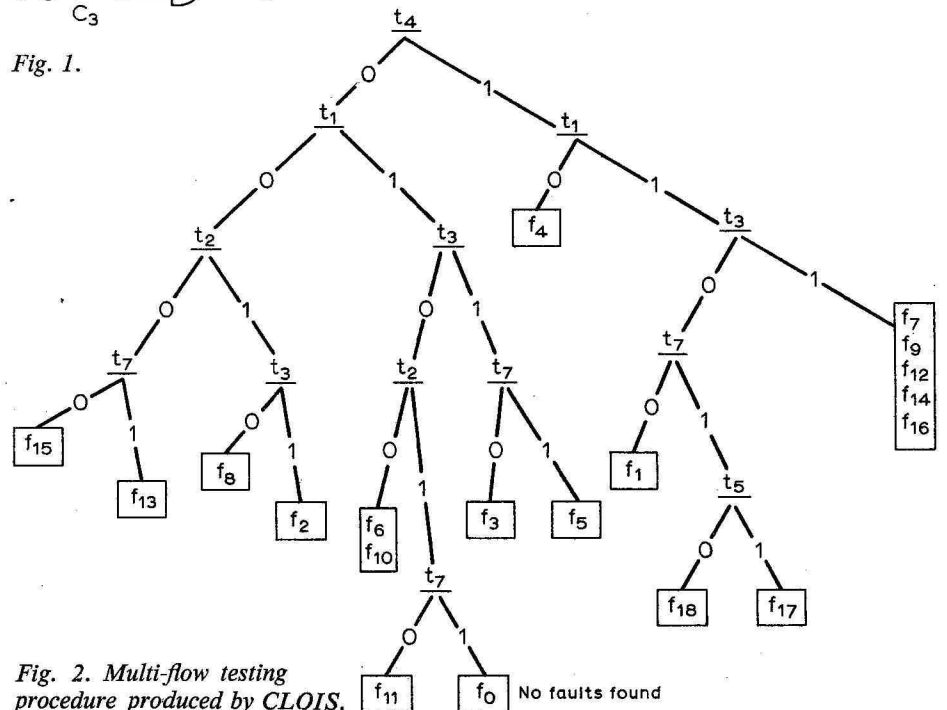 C3
Fig. 1.
t4
0 1
t1 t1
0 1 0 1
t2 t3 f4 t3
0 1 0 1 0 1
t7 t3 t2 t7 t7
f7
f9
f12
f14
f16
0 1 0 1 0 1 0 1 0 1
f15 f13 f8 f2
f6
f10
f3 f5 f1 t5
t7 0 1
0 1 f18 f17
f11 f0 No faults found
Fig. 2. Multi-flow testing
procedure produced by CLOIS.